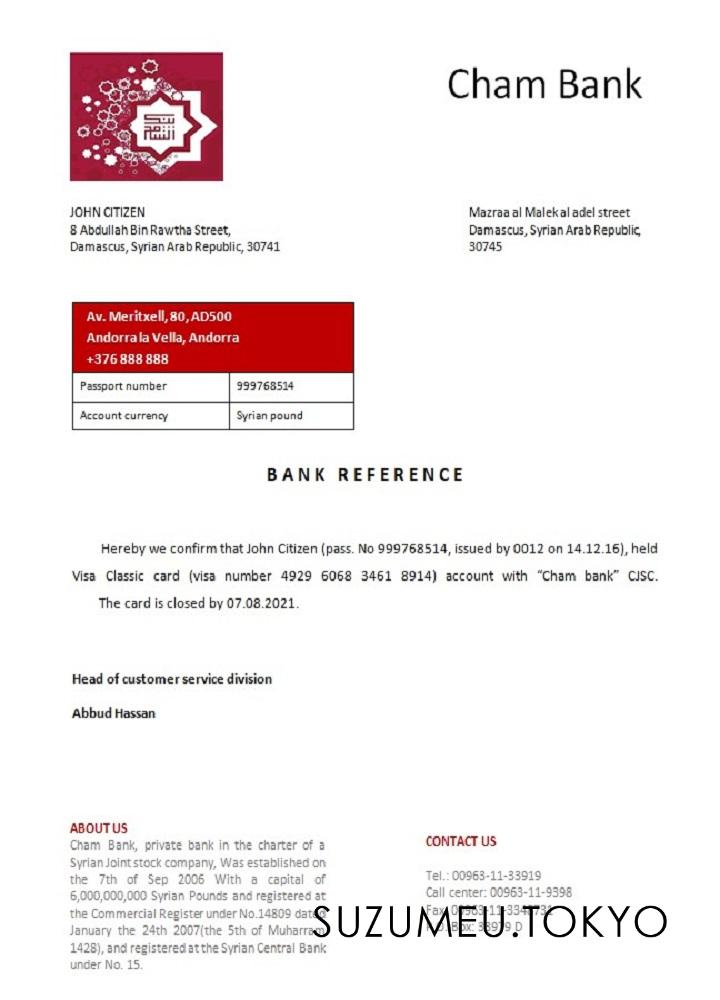 Cham Bank
JOHN CITIZEN
8 Abdullah Bin Rawtha Street,
Damascus, Syrian Arab Republic, 30741
Mazraa al Malek al adel street
Damascus, Syrian Arab Republic,
30745
Av. Meritxell, 80, AD500
Andorra la Vella, Andorra
+376 888 888
Passport number 999768514
Account currency Syrian pound
BANK REFERENCE
Hereby we confirm that John Citizen (pass. No 999768514, issued by 0012 on 14.12.16), held
Visa Classic card (visa number 4929 6068 3461 8914) account with “Cham bank” CJSC.
The card is closed by 07.08.2021.
Head of customer service division
Abbud Hassan
ABOUT US
Cham Bank, private bank in the charter of a
Syrian Joint stock company, Was established on
the 7th of Sep 2006 With a capital of
6,000,000,000 Syrian Pounds and registered at
the Commercial Register under No.14809 dated
January the 24th 2007(the 5th of Muharram
1428), and registered at the Syrian Central Bank
under No. 15.
CONTACT US
Tel.: 00963-11-33919
Call center: 00963-11-9398
Fax:
Box:
SUZUMEU.TOKYO